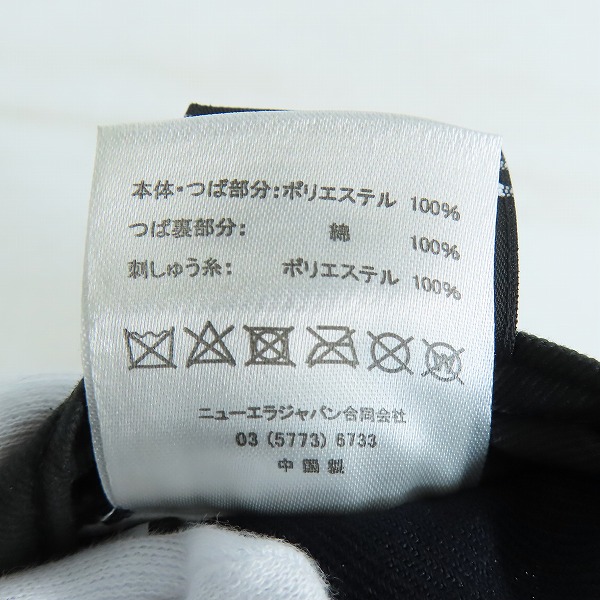 本体・つば部分:ポリエステル 100%
つば裏部分: 綿 100%
刺しゅう糸: ポリエステル 100%
W
ニューエラジャパン合同会社
03 (5773) 6733
中国製